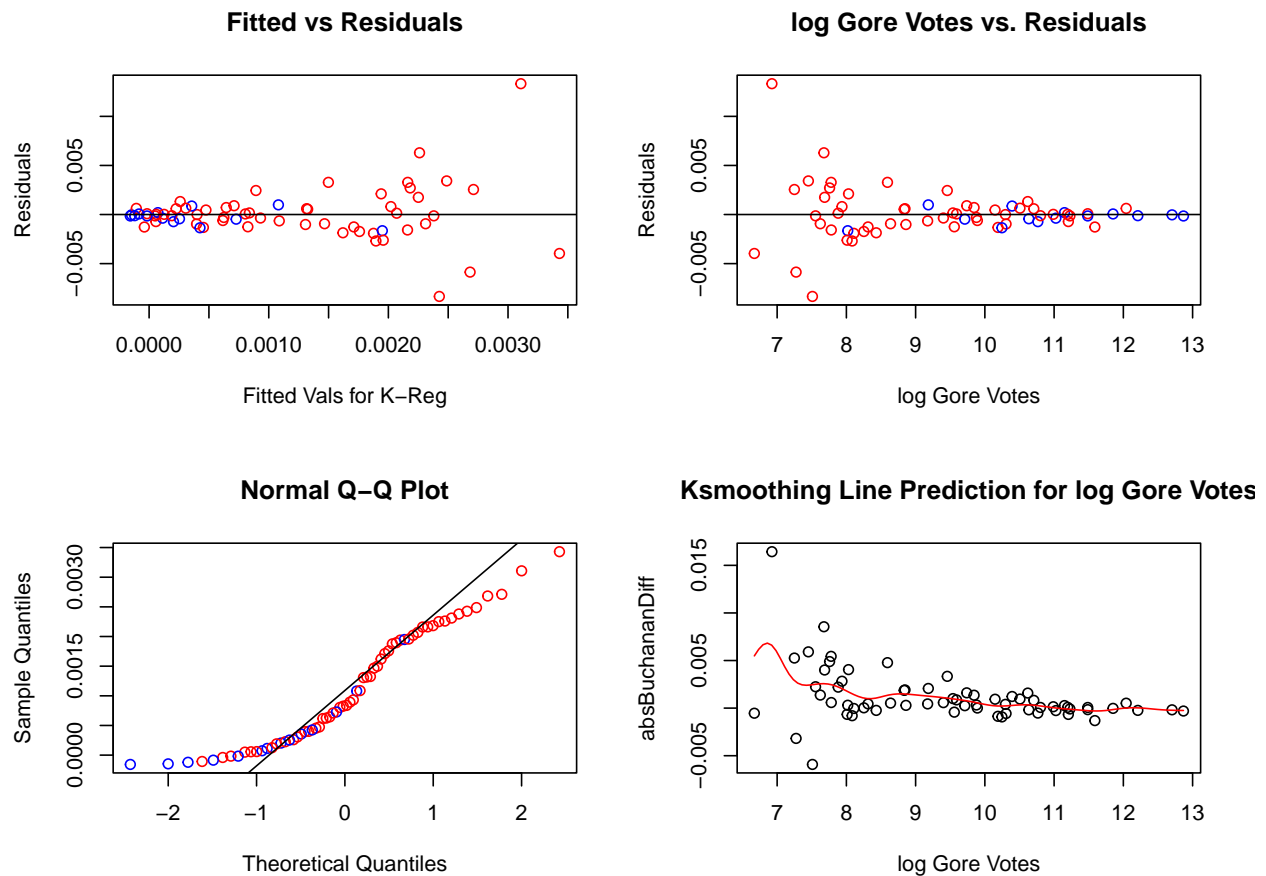 Fitted vs Residuals
Residuals
0.005
−0.005
0.0000 0.0010 0.0020 0.0030
Fitted Vals for K−Reg
log Gore Votes vs. Residuals
Residuals
0.005
−0.005
7 8 9 10 11 12 13
log Gore Votes
Normal Q−Q Plot
Sample Quantiles
0.0030
0.0015
0.0000
−2 −1 0 1 2
Theoretical Quantiles
Ksmoothing Line Prediction for log Gore Votes
absBuchananDiff
0.015
0.005
−0.005
7 8 9 10 11 12 13
log Gore Votes